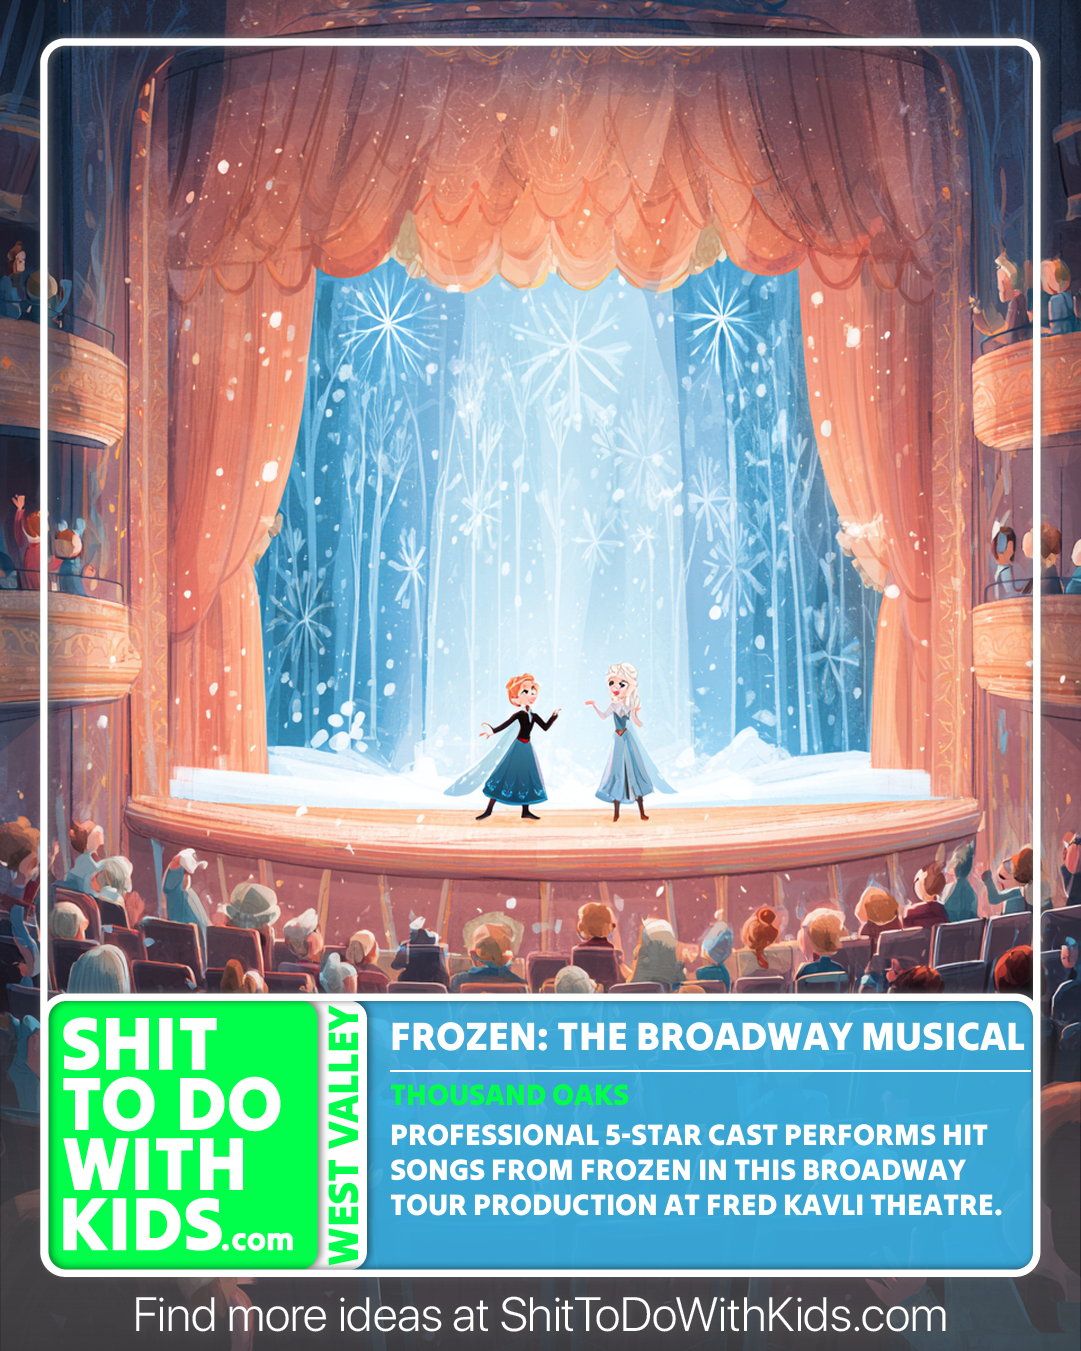 SHIT
TO DO
WITH
KIDS.com
WEST VALLEY
FROZEN: THE BROADWAY MUSICAL
THOUSAND OAKS
PROFESSIONAL 5-STAR CAST PERFORMS HIT
SONGS FROM FROZEN IN THIS BROADWAY
TOUR PRODUCTION AT FRED KAVLI THEATRE.
Find more ideas at ShitToDoWithKids.com